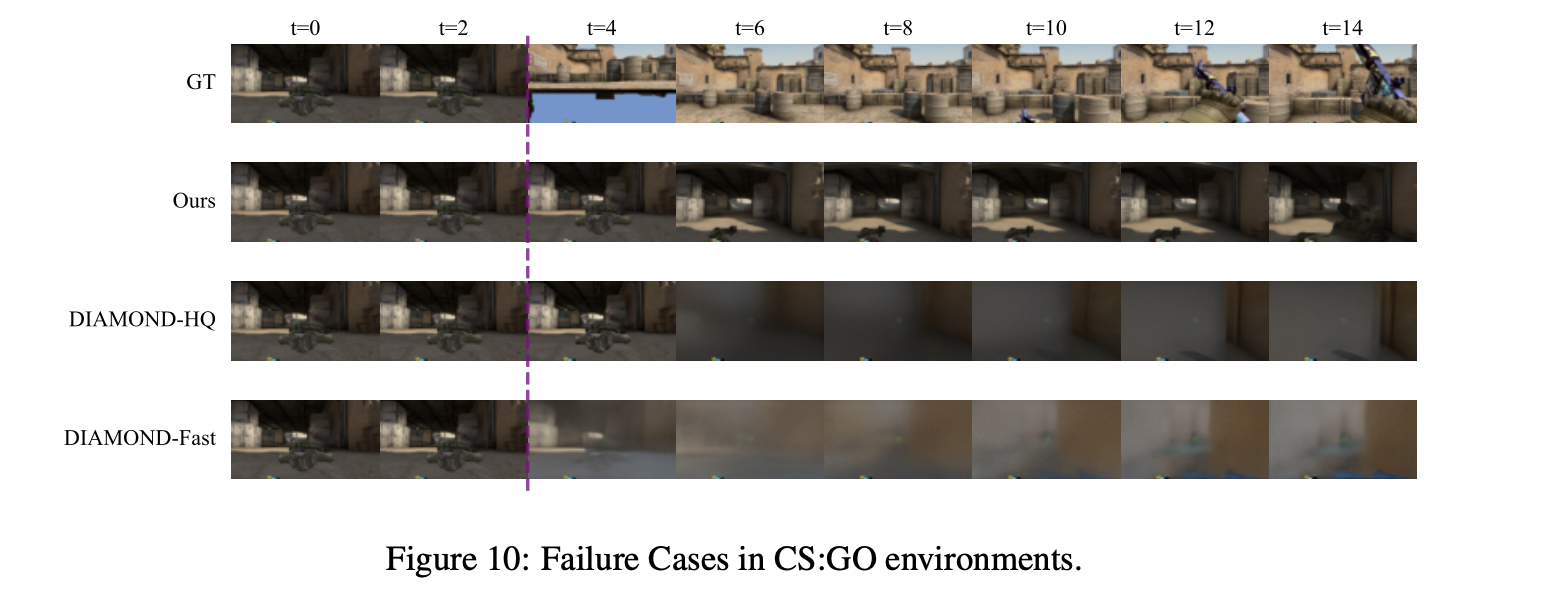 t=0 t=2 t=4 t=6 t=8 t=10 t=12 t=14
GT
Ours
DIAMOND-HQ
DIAMOND-Fast
Figure 10: Failure Cases in CS:GO environments.